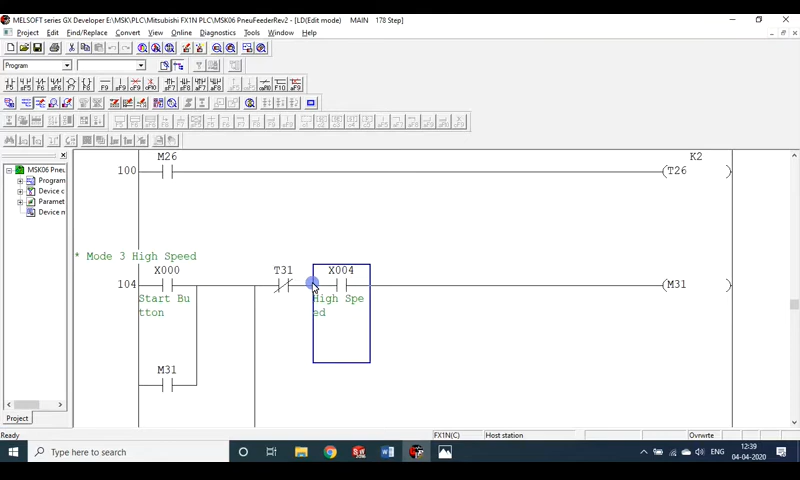 MELSOFT series GX Developer E:\MSK\PLC\Mitsubishi FX1N PLC\MSK06 PneuFeederRev2 - [LD(Edit mode)    MAIN    178 Step]
Project Edit Find/Replace Convert View Online Diagnostics Tools Window Help
Program
MSK06 Pneu
Program
Device c
Paramet
Device m
Project
M26
K2
100
T26
* Mode 3 High Speed
X000
T31
X004
104
M31
Start Bu
tton
High Spe
ed
M31
Ready
FX1N(C)
Host station
Ovrwrte
Type here to search
ENG
12:39
04-04-2020